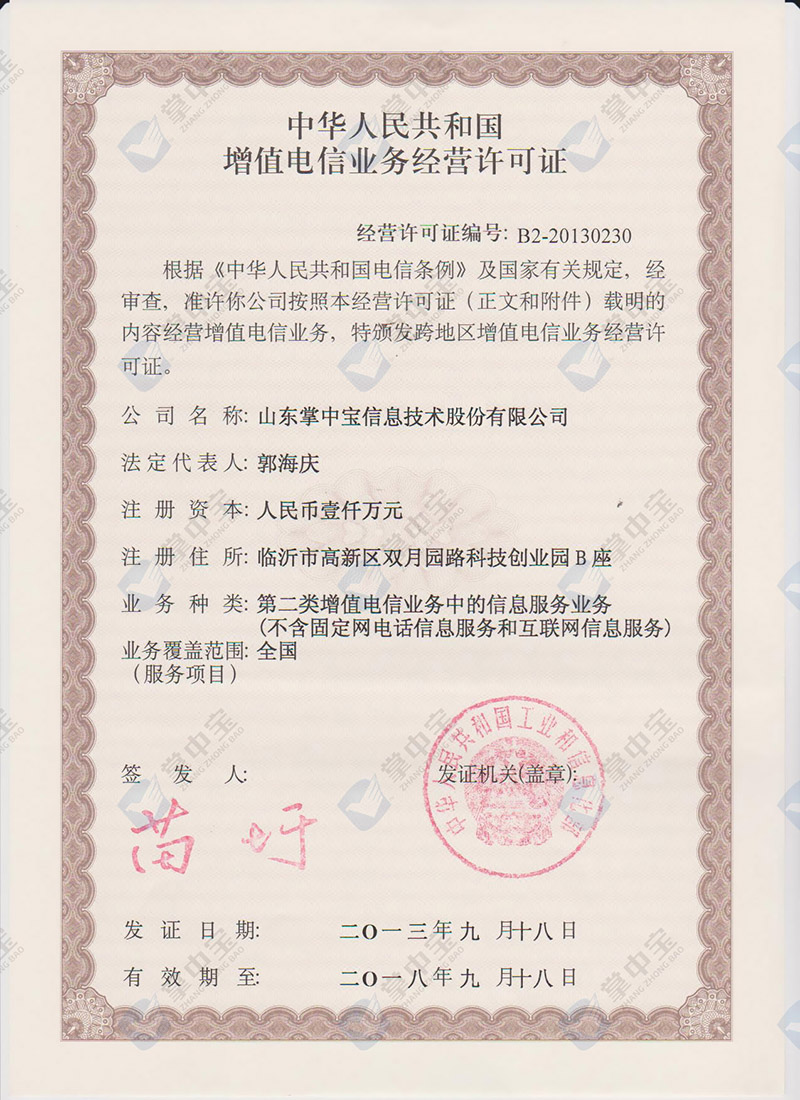 中华人民共和国
增值电信业务经营许可证
经营许可证编号: B2-20130230
根据《中华人民共和国电信条例》及国家有关规定，经
审查，准许你公司按照本经营许可证（正文和附件）载明的
内容经营增值电信业务，特颁发跨地区增值电信业务经营许
可证。
公司名称: 山东掌中宝信息技术股份有限公司
法定代表人: 郭海庆
注册资本: 人民币壹仟万元
注册住所: 临沂市高新区双月园路科技创业园B座
业务种类: 第二类增值电信业务中的信息服务业务
(不含固定网电话信息服务和互联网信息服务)
业务覆盖范围: 全国
（服务项目）
中华人民共和国工业和信息化部
签发人:
发证机关(盖章):
苗圩
发证日期: 二O一三年九月十八日
有效期至: 二O一八年九月十八日
掌中宝
ZHANG ZHONG BAO